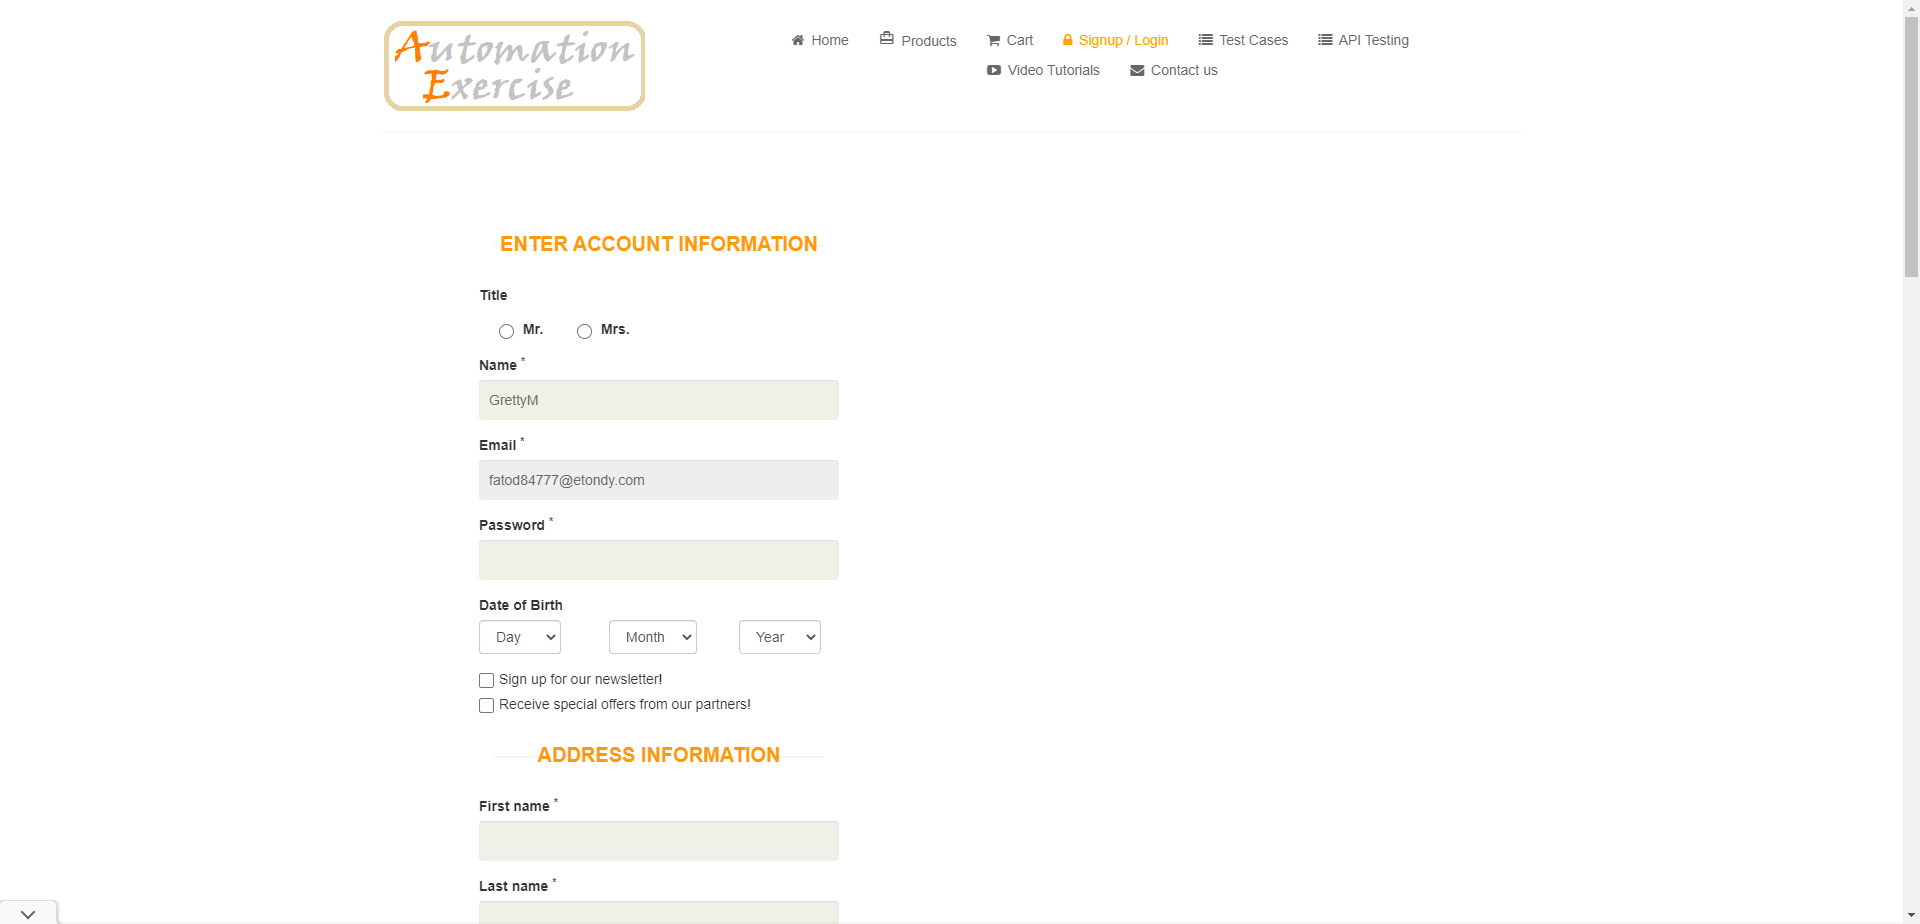 Automation
Exercise
Home
Products
Cart
Signup / Login
Test Cases
API Testing
Video Tutorials
Contact us
ENTER ACCOUNT INFORMATION
Title
Mr.
Mrs.
Name *
GrettyM
Email *
fatod84777@etondy.com
Password *
Date of Birth
Day
Month
Year
Sign up for our newsletter!
Receive special offers from our partners!
ADDRESS INFORMATION
First name *
Last name *